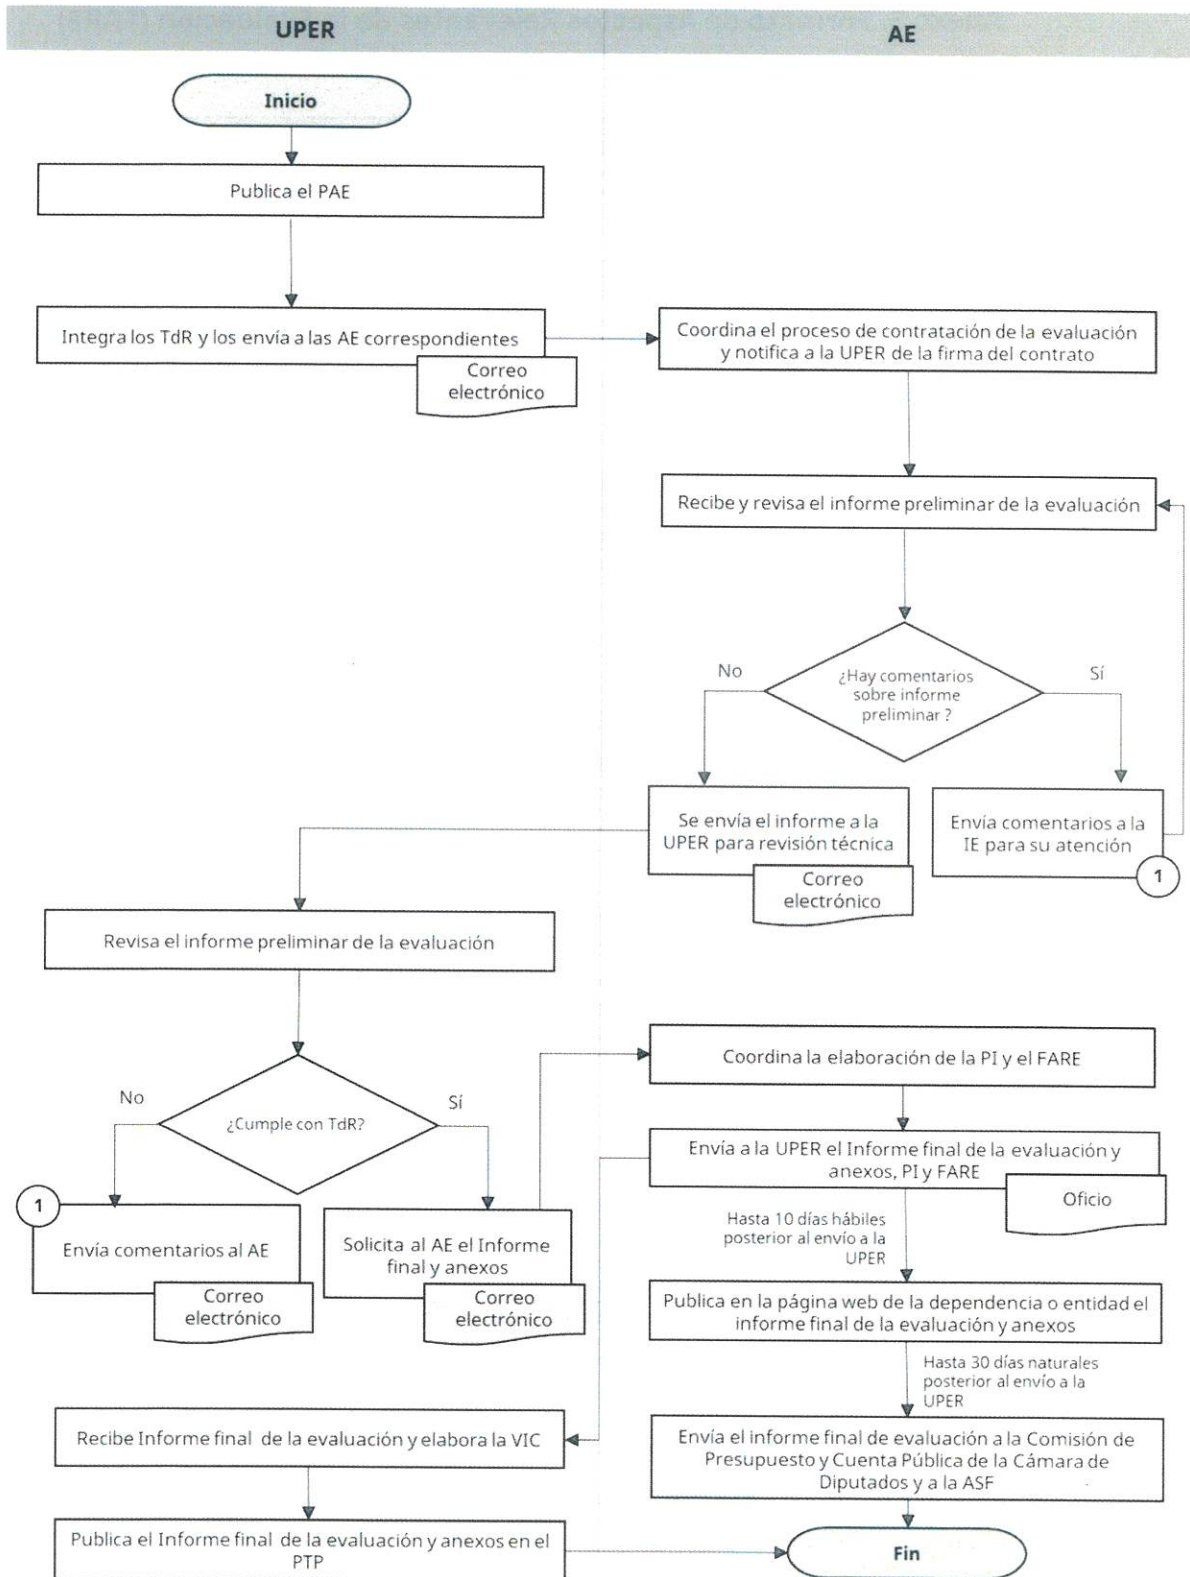 UPER
AE
Inicio
Publica el PAE
Integra los TdR y los envía a las AE correspondientes
Correo
electrónico
Coordina el proceso de contratación de la evaluación
y notifica a la UPER de la firma del contrato
Recibe y revisa el informe preliminar de la evaluación
¿Hay comentarios
sobre informe
preliminar ?
No
Sí
Se envía el informe a la
UPER para revisión técnica
Correo
electrónico
Envía comentarios a la
IE para su atención
1
Revisa el informe preliminar de la evaluación
¿Cumple con TdR?
No
Sí
1
Envía comentarios al AE
Correo
electrónico
Solicita al AE el Informe
final y anexos
Correo
electrónico
Coordina la elaboración de la PI y el FARE
Envía a la UPER el Informe final de la evaluación y
anexos, PI y FARE
Oficio
Hasta 10 días hábiles
posterior al envío a la
UPER
Publica en la página web de la dependencia o entidad el
informe final de la evaluación y anexos
Hasta 30 días naturales
posterior al envío a la
UPER
Envía el informe final de evaluación a la Comisión de
Presupuesto y Cuenta Pública de la Cámara de
Diputados y a la ASF
Recibe Informe final de la evaluación y elabora la VIC
Publica el Informe final de la evaluación y anexos en el
PTP
Fin